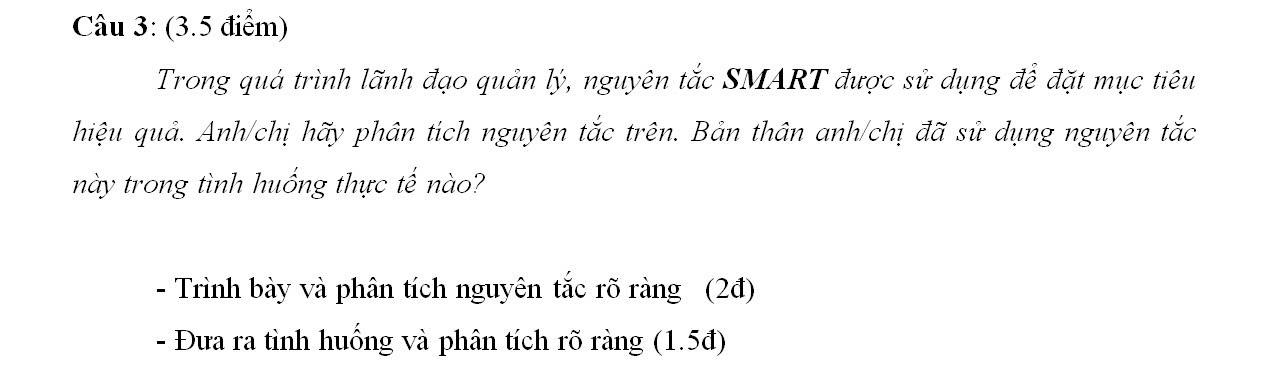 Câu 3: (3.5 điểm)
Trong quá trình lãnh đạo quản lý, nguyên tắc SMART được sử dụng để đặt mục tiêu
hiệu quả. Anh/chị hãy phân tích nguyên tắc trên. Bản thân anh/chị đã sử dụng nguyên tắc
này trong tình huống thực tế nào?
- Trình bày và phân tích nguyên tắc rõ ràng (2đ)
- Đưa ra tình huống và phân tích rõ ràng (1.5đ)